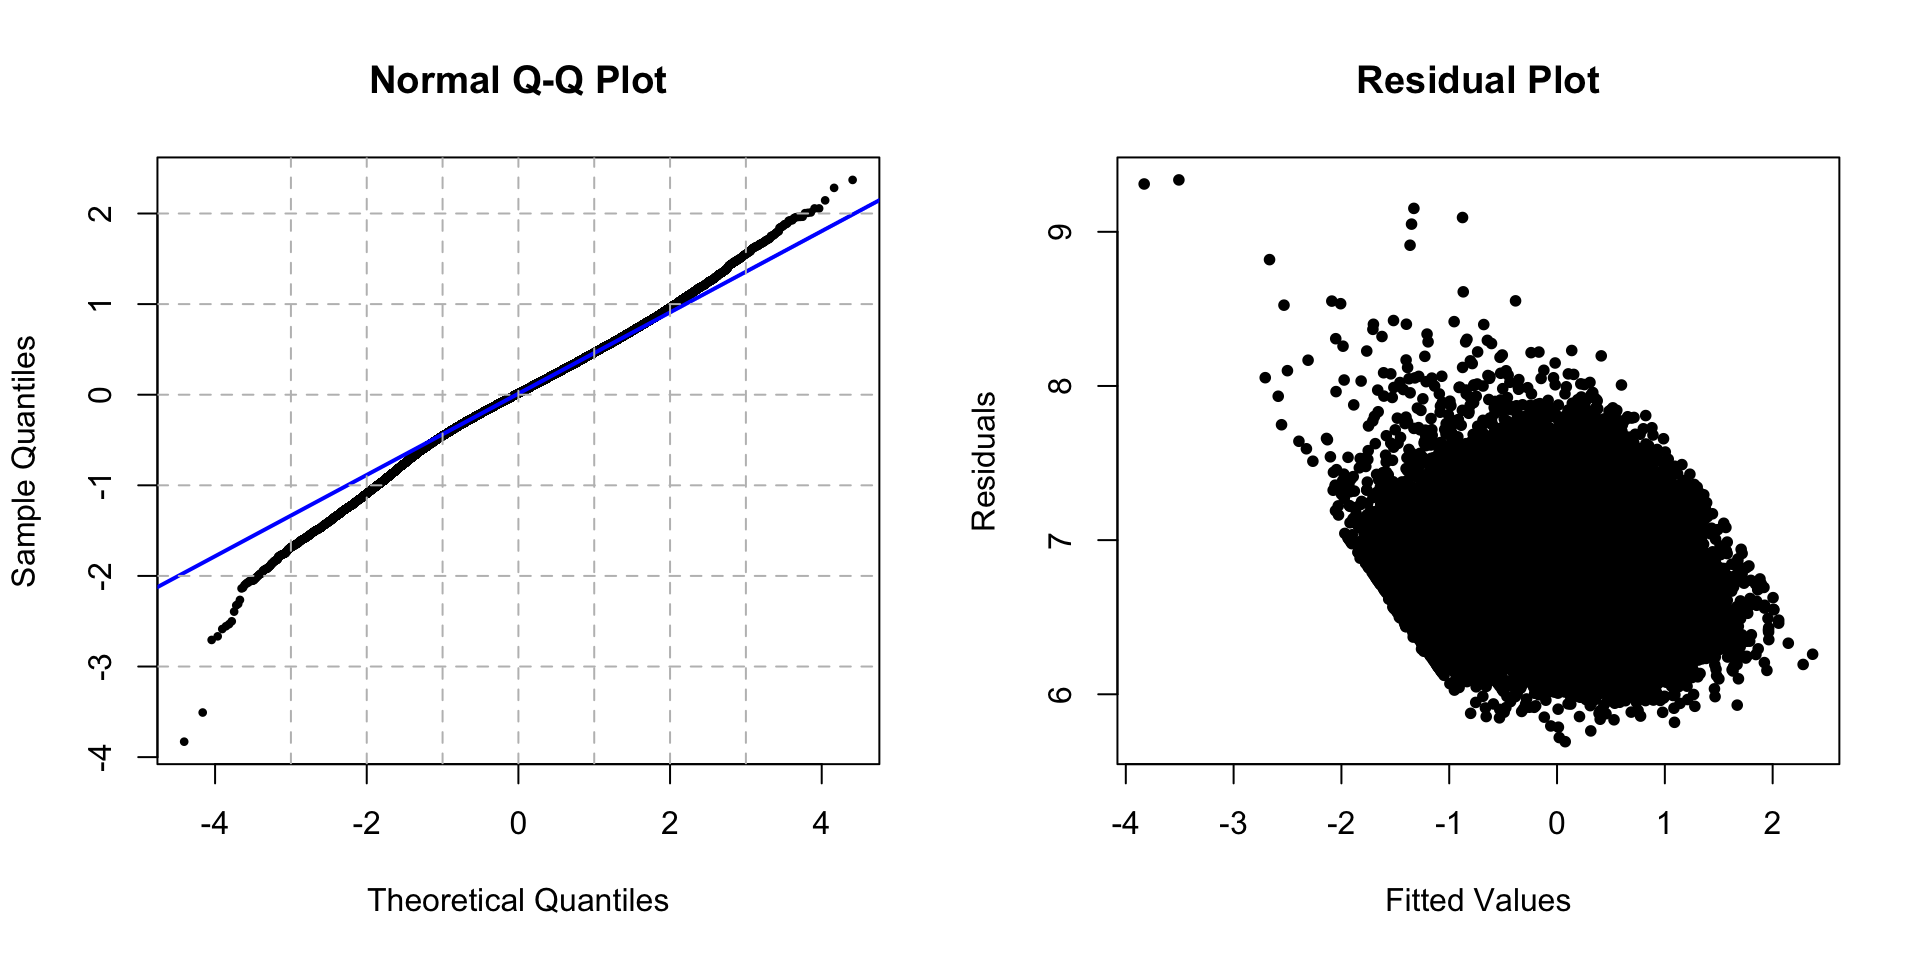 Normal Q-Q Plot
Sample Quantiles
2
1
0
-1
-2
-3
-4
-4 -2 0 2 4
Theoretical Quantiles
Residual Plot
Residuals
9
8
7
6
-4 -3 -2 -1 0 1 2
Fitted Values